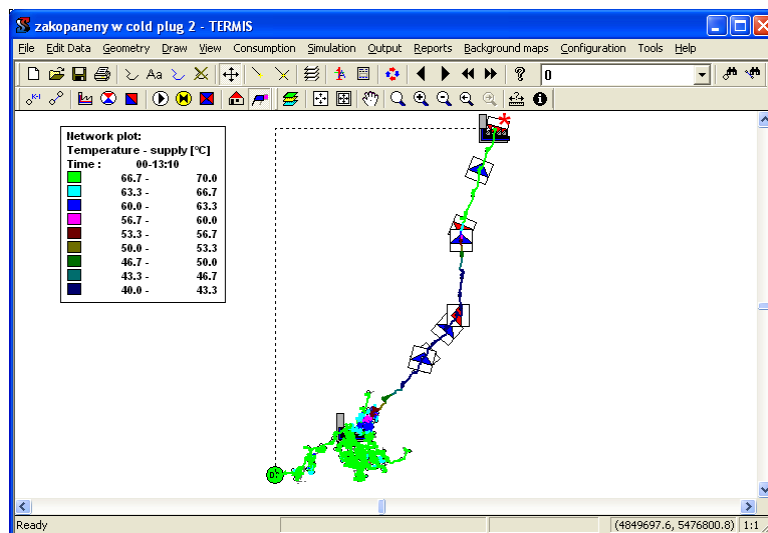 zakopaneny w cold plug 2 - TERMIS
File Edit Data Geometry Draw View Consumption Simulation Output Reports Background maps Configuration Tools Help
Aa 0
K-1
Network plot:
Temperature - supply [°C]
Time : 00-13:10
66.7 - 70.0
63.3 - 66.7
60.0 - 63.3
56.7 - 60.0
53.3 - 56.7
50.0 - 53.3
46.7 - 50.0
43.3 - 46.7
40.0 - 43.3
Ready (4849697.6, 5476800.8) 1:1